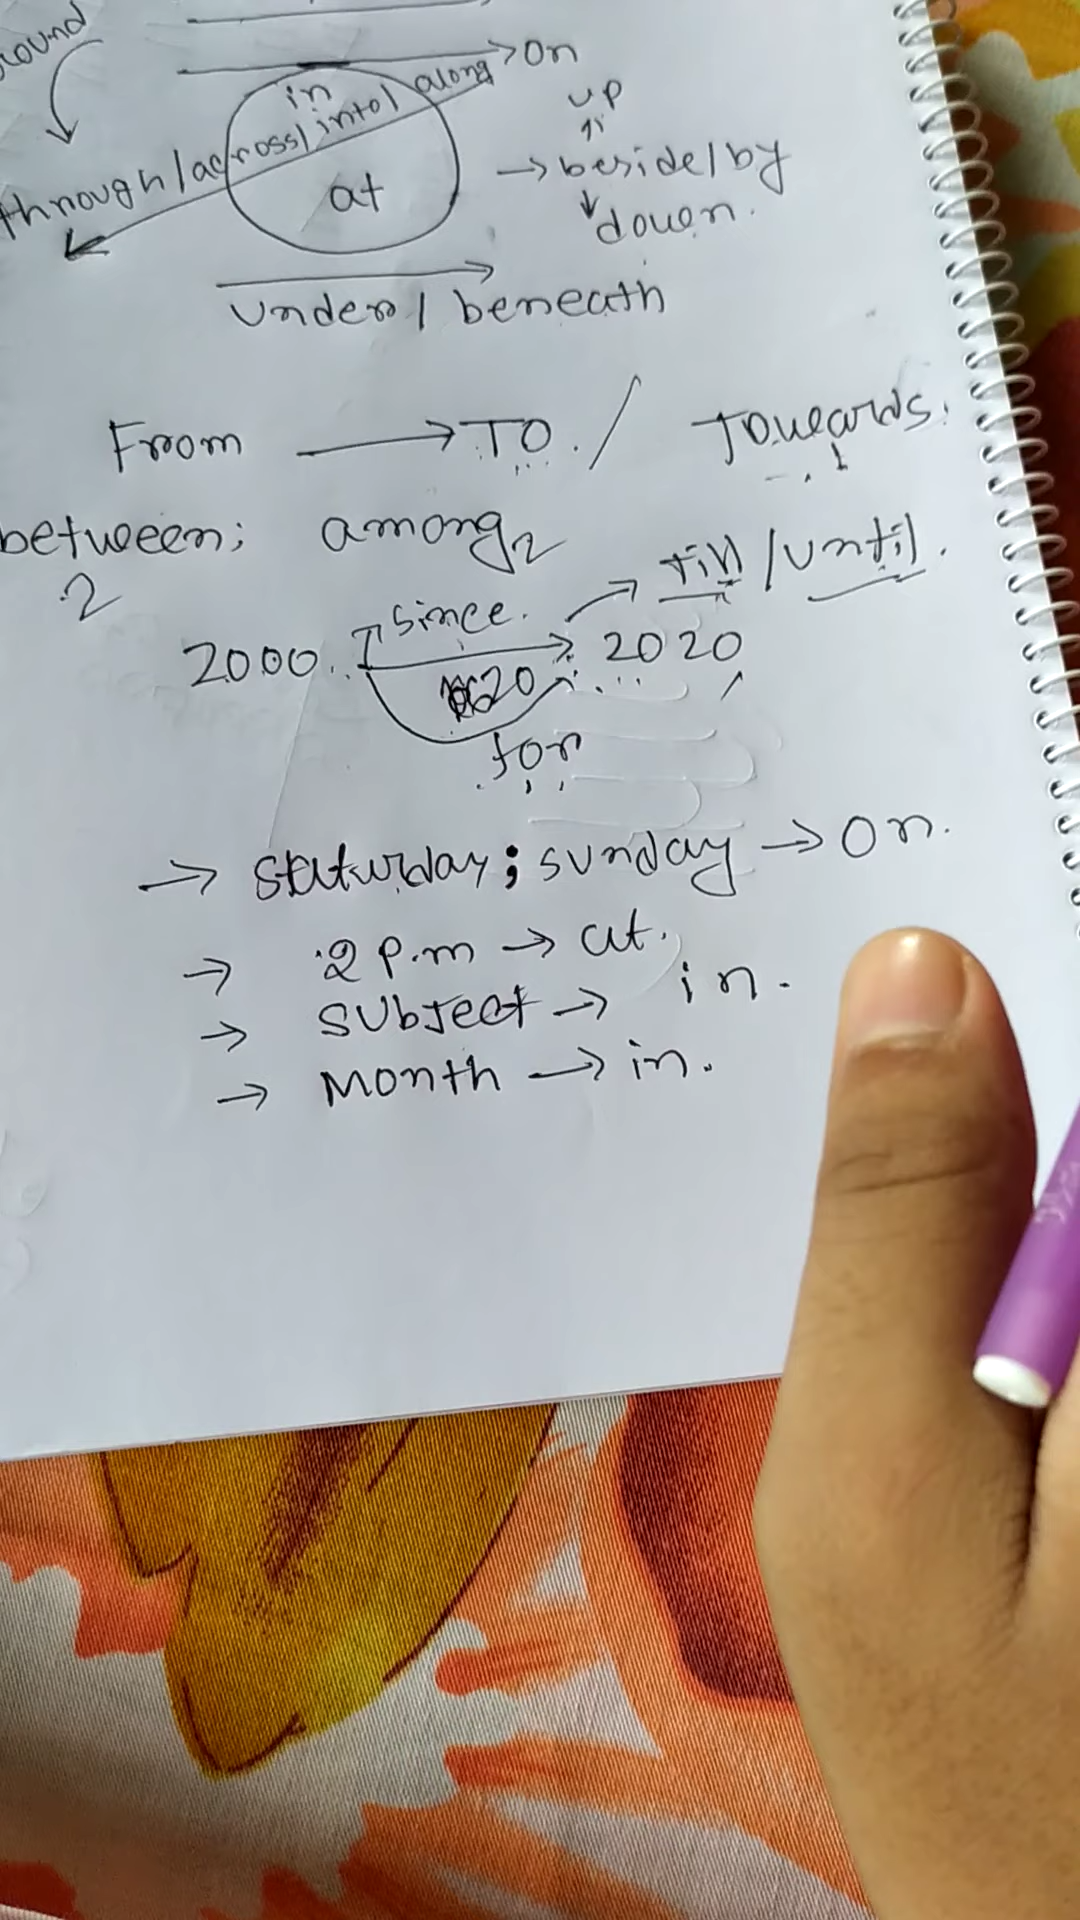 on
in
through/across/into/along
up
at
→ beside/by
down.
under/ beneath
From → TO. / Towards.
between; among
2
since. → till /until.
2000 → 2020
20
for
→ Saturday; sunday → on.
→ 2 p.m → at.
→ subject → in.
→ Month → in.